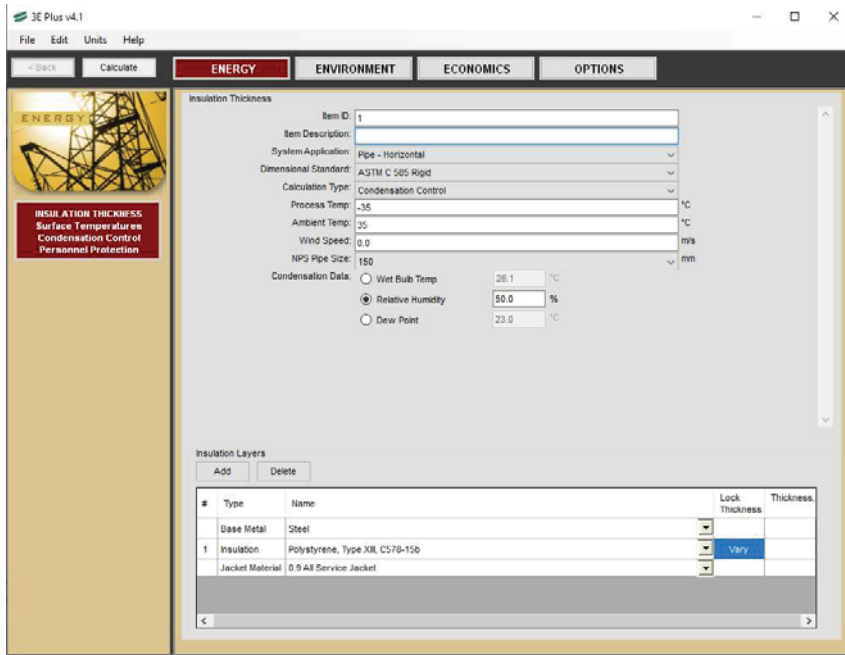 3E Plus v4.1
File Edit Units Help
< Back Calculate ENERGY ENVIRONMENT ECONOMICS OPTIONS
ENERGY
INSULATION THICKNESS
Surface Temperatures
Condensation Control
Personnel Protection
Insulation Thickness
Item ID: 1
Item Description:
System Application: Pipe - Horizontal
Dimensional Standard: ASTM C 585 Rigid
Calculation Type: Condensation Control
Process Temp: -35 °C
Ambient Temp: 35 °C
Wind Speed: 0.0 m/s
NPS Pipe Size: 150 mm
Condensation Data: Wet Bulb Temp 26.1 °C
Relative Humidity 50.0 %
Dew Point 23.0 °C
Insulation Layers
Add Delete
# Type Name Lock Thickness Thickness
Base Metal Steel
1 Insulation Polystyrene, Type XIII, C578-15b Vary
Jacket Material 0.9 All Service Jacket